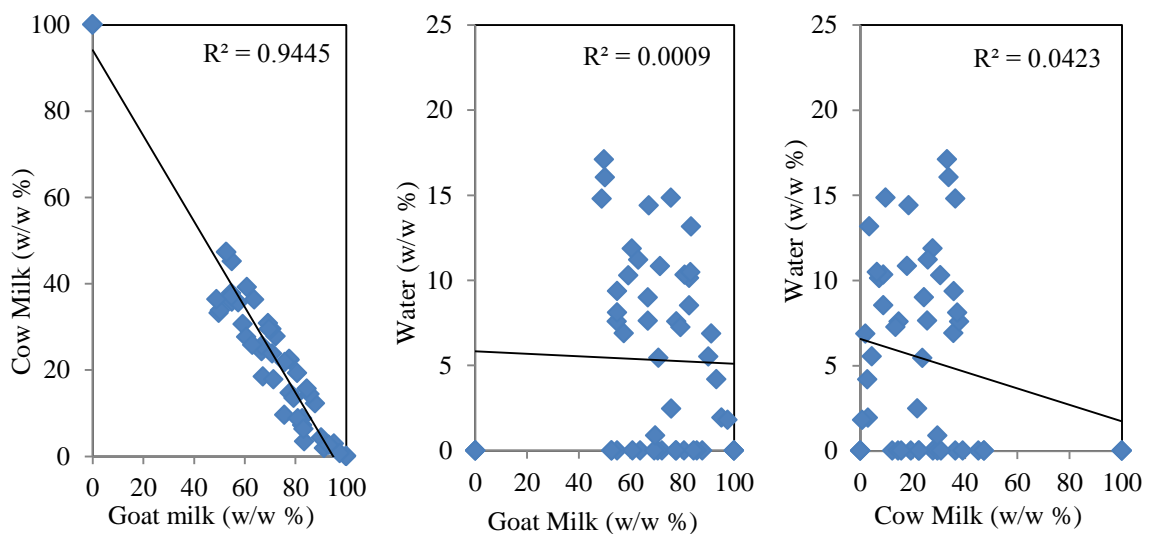 R² = 0.9445
Cow Milk (w/w %)
100
80
60
40
20
0
0 20 40 60 80 100
Goat milk (w/w %)
R² = 0.0009
Water (w/w %)
25
20
15
10
5
0
0 20 40 60 80 100
Goat Milk (w/w %)
R² = 0.0423
Water (w/w %)
25
20
15
10
5
0
0 20 40 60 80 100
Cow Milk (w/w %)